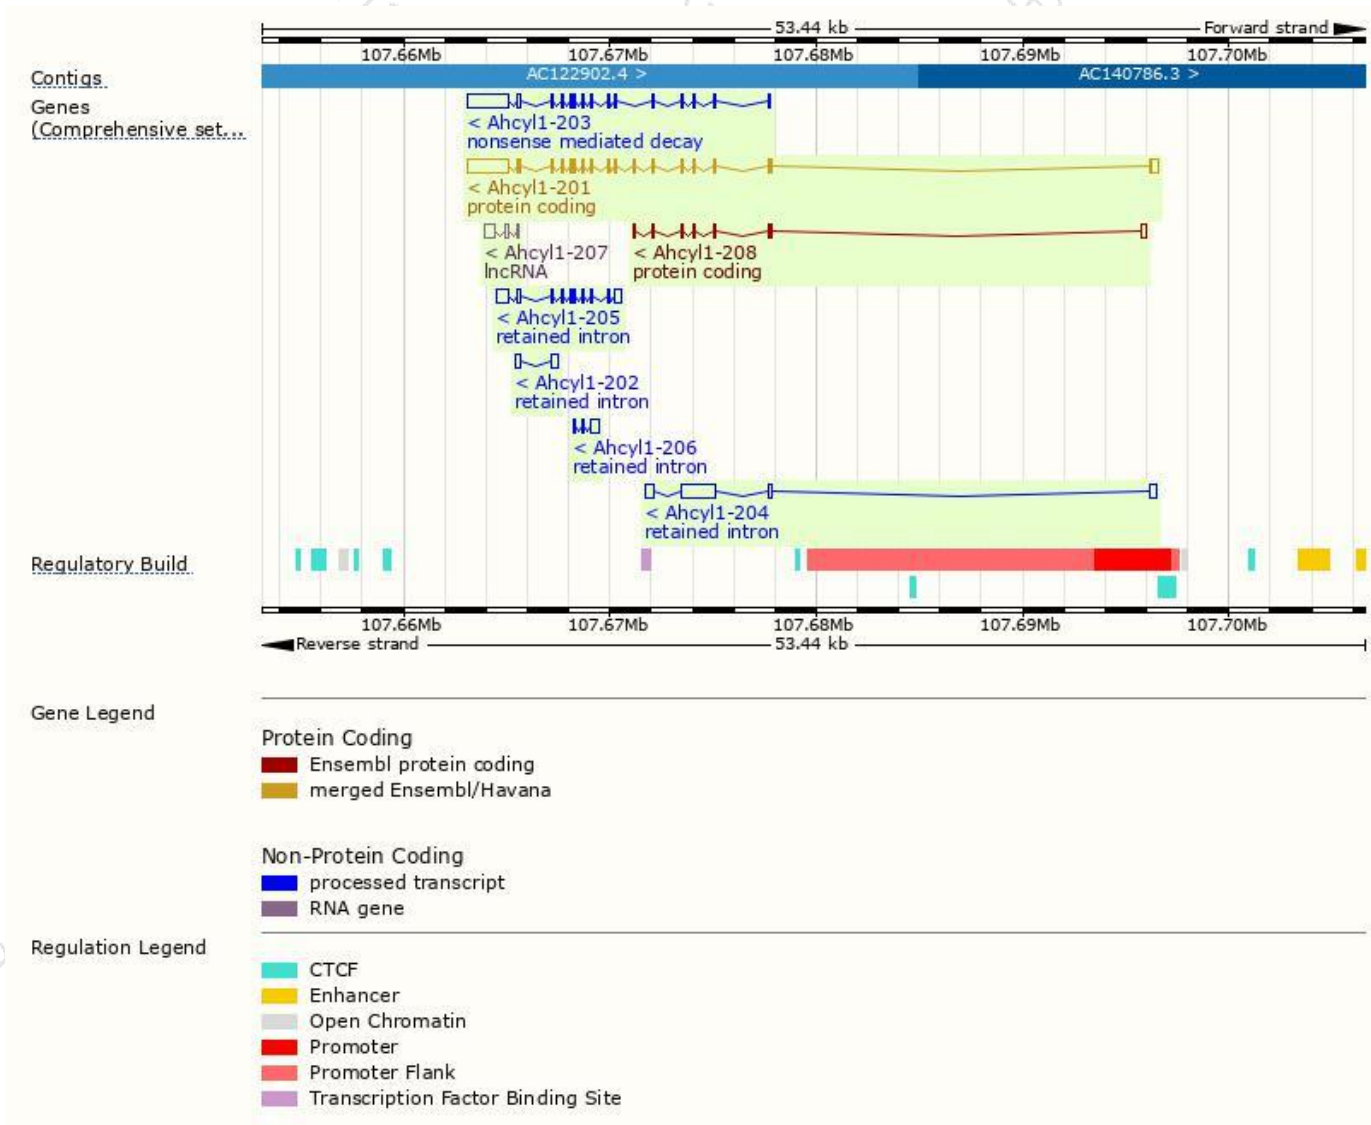 53.44 kb
Forward strand
107.66Mb 107.67Mb 107.68Mb 107.69Mb 107.70Mb
Contigs
AC122902.4 > AC140786.3 >
Genes
(Comprehensive set...
< Ahcyl1-203
nonsense mediated decay
< Ahcyl1-201
protein coding
< Ahcyl1-207 < Ahcyl1-208
lncRNA protein coding
< Ahcyl1-205
retained intron
< Ahcyl1-202
retained intron
< Ahcyl1-206
retained intron
< Ahcyl1-204
retained intron
Regulatory Build
107.66Mb 107.67Mb 107.68Mb 107.69Mb 107.70Mb
Reverse strand 53.44 kb
Gene Legend
Protein Coding
Ensembl protein coding
merged Ensembl/Havana
Non-Protein Coding
processed transcript
RNA gene
Regulation Legend
CTCF
Enhancer
Open Chromatin
Promoter
Promoter Flank
Transcription Factor Binding Site